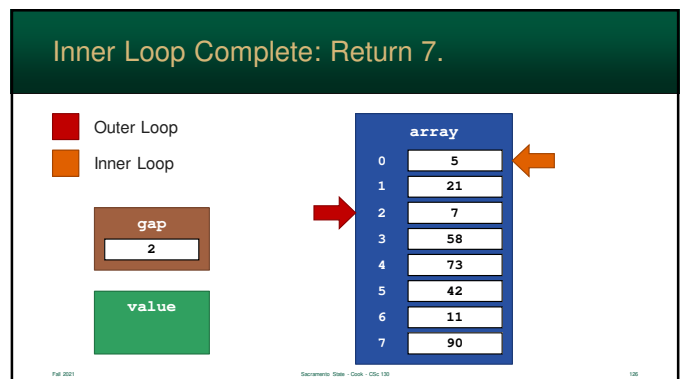 Inner Loop Complete: Return 7.
Outer Loop
Inner Loop
gap
2
value
array
0 5
1 21
2 7
3 58
4 73
5 42
6 11
7 90
Fall 2021 Sacramento State - Cook - CSc 130 126